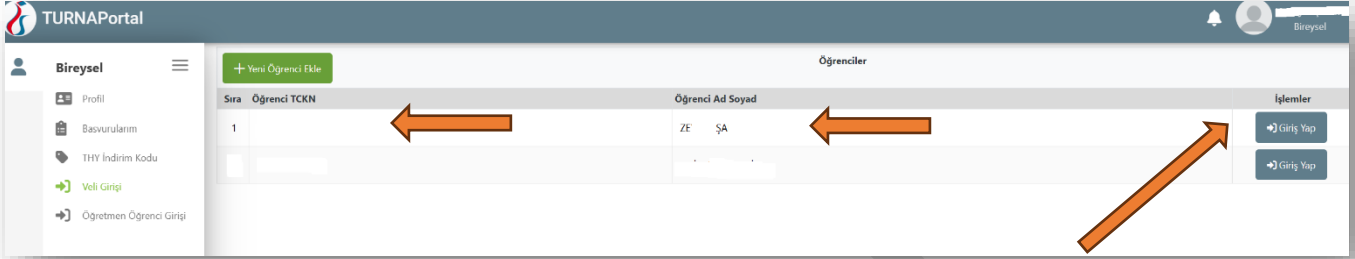 TURNAPortal
Bireysel
Bireysel
Profil
Basvurularım
THY İndirim Kodu
Veli Girişi
Öğretmen Öğrenci Girişi
+ Yeni Öğrenci Ekle
Öğrenciler
Sıra Öğrenci TCKN Öğrenci Ad Soyad İşlemler
1 ZE ŞA Giriş Yap
Giriş Yap